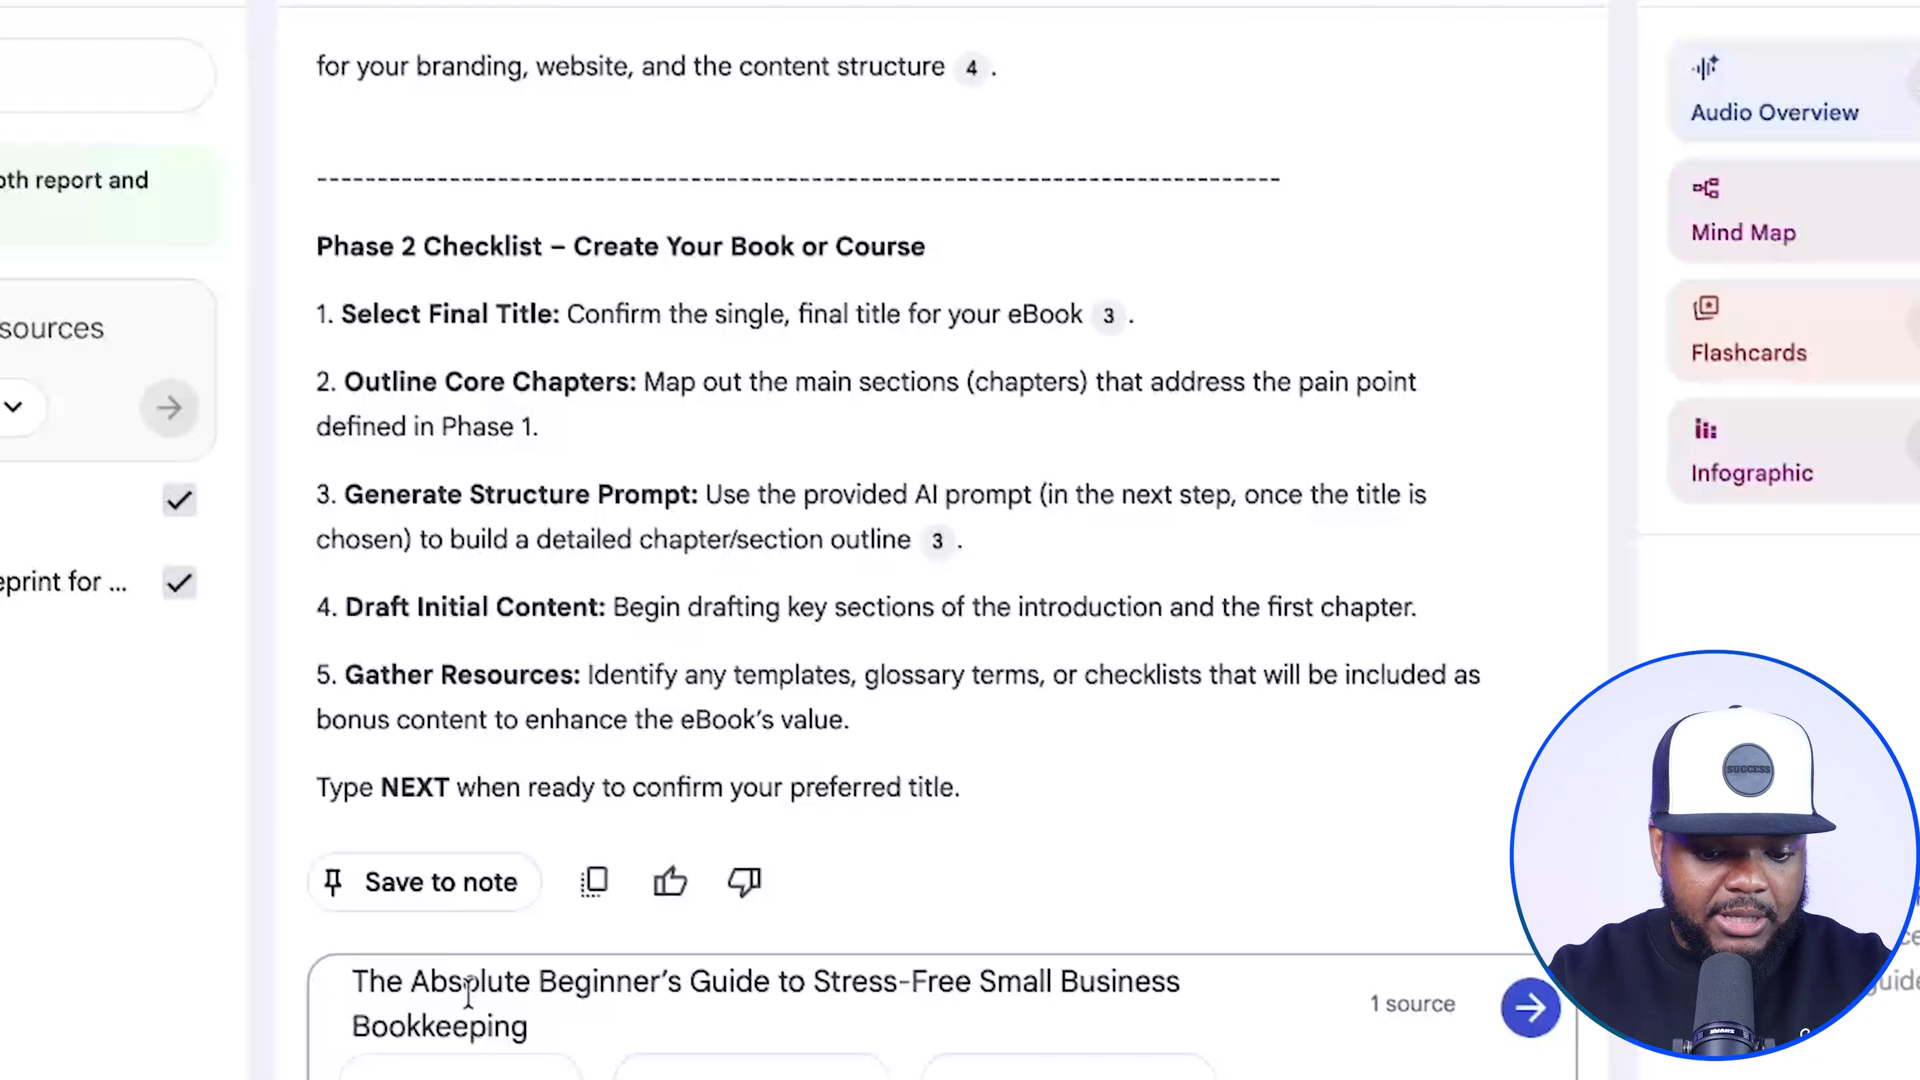 for your branding, website, and the content structure 4 .
oth report and
Audio Overview
Mind Map
Phase 2 Checklist – Create Your Book or Course
1. Select Final Title: Confirm the single, final title for your eBook 3 .
sources
Flashcards
2. Outline Core Chapters: Map out the main sections (chapters) that address the pain point
defined in Phase 1.
Infographic
3. Generate Structure Prompt: Use the provided AI prompt (in the next step, once the title is
chosen) to build a detailed chapter/section outline 3 .
eprint for ...
4. Draft Initial Content: Begin drafting key sections of the introduction and the first chapter.
5. Gather Resources: Identify any templates, glossary terms, or checklists that will be included as
bonus content to enhance the eBook’s value.
Type NEXT when ready to confirm your preferred title.
SUCCESS
Save to note
The Absolute Beginner’s Guide to Stress-Free Small Business
Bookkeeping
1 source